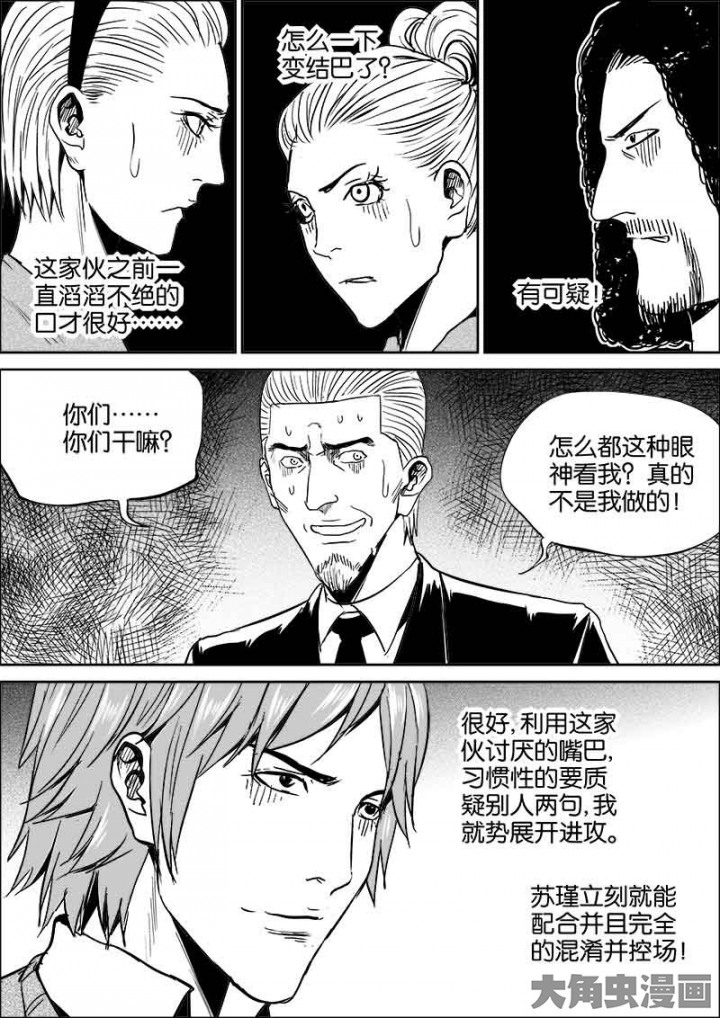 这家伙之前一
直滔滔不绝的
口才很好……
怎么一下
变结巴了？
有可疑！
你们……
你们干嘛？
怎么都这种眼
神看我？真的
不是我做的！
很好，利用这家
伙讨厌的嘴巴，
习惯性的要质
疑别人两句，我
就势展开进攻。
苏瑾立刻就能
配合并且完全
的混淆并控场！
大角虫漫画